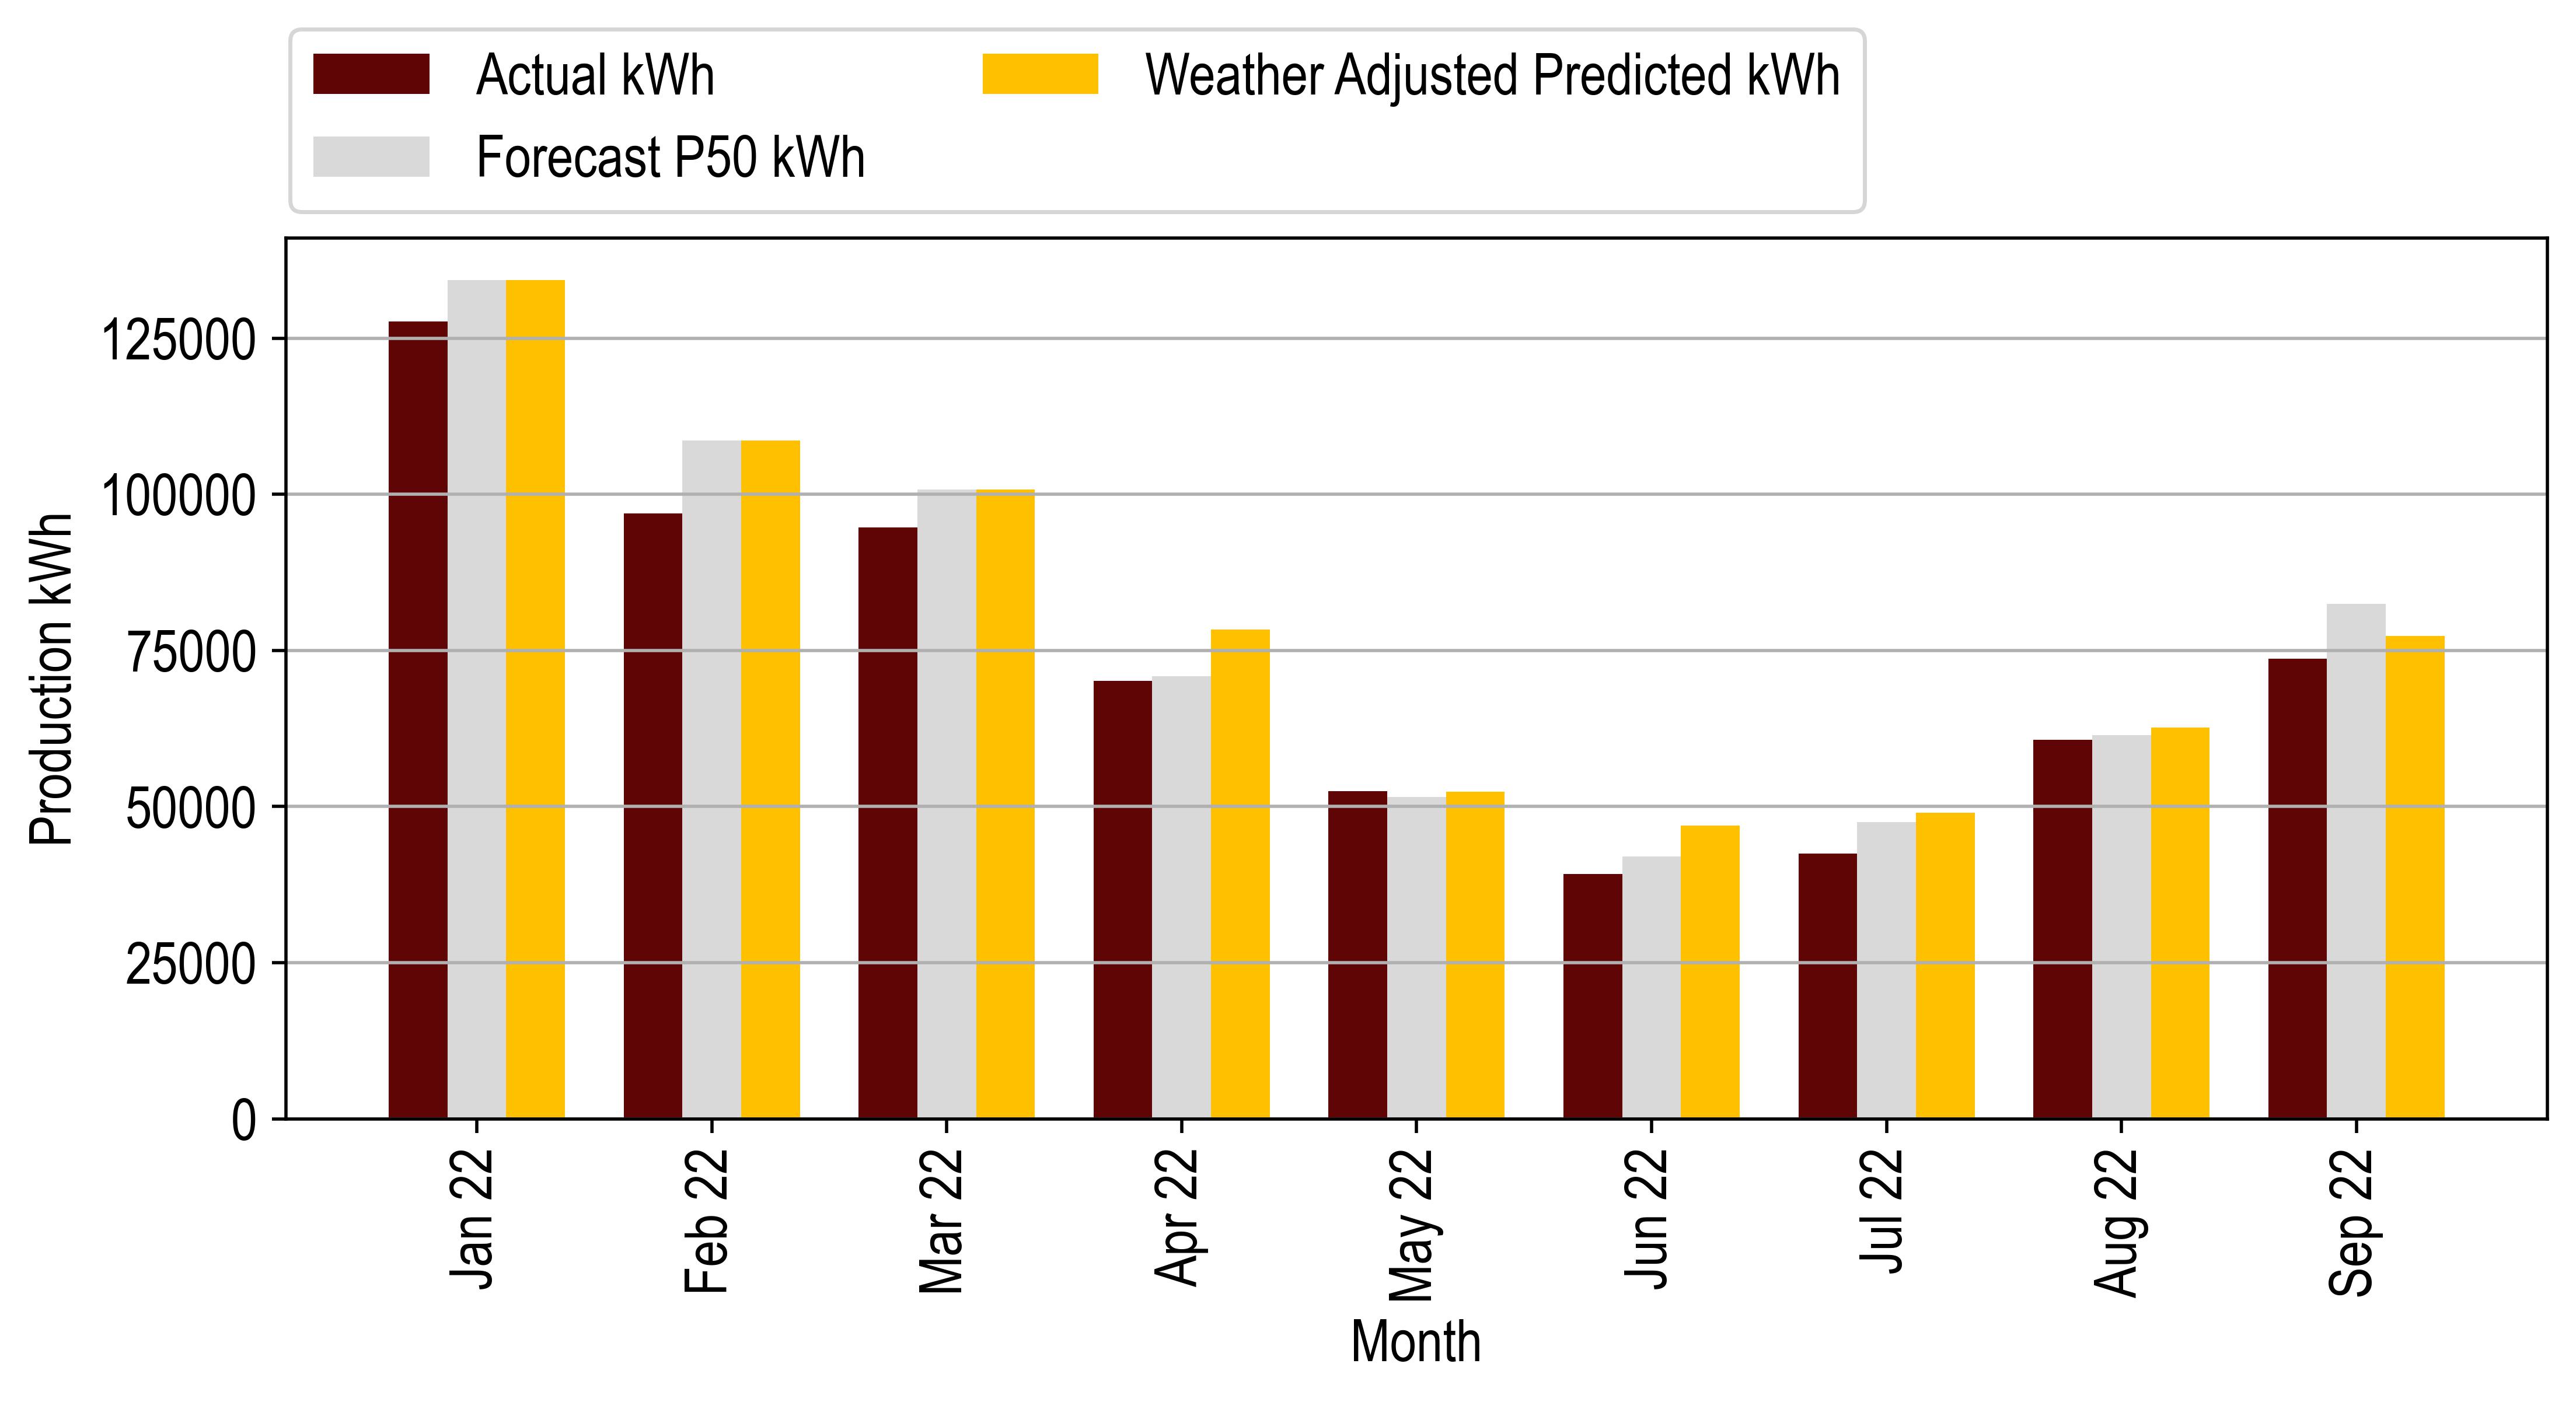 Actual kWh
Forecast P50 kWh
Weather Adjusted Predicted kWh
Production kWh
125000
100000
75000
50000
25000
0
Jan 22
Feb 22
Mar 22
Apr 22
May 22
Jun 22
Jul 22
Aug 22
Sep 22
Month